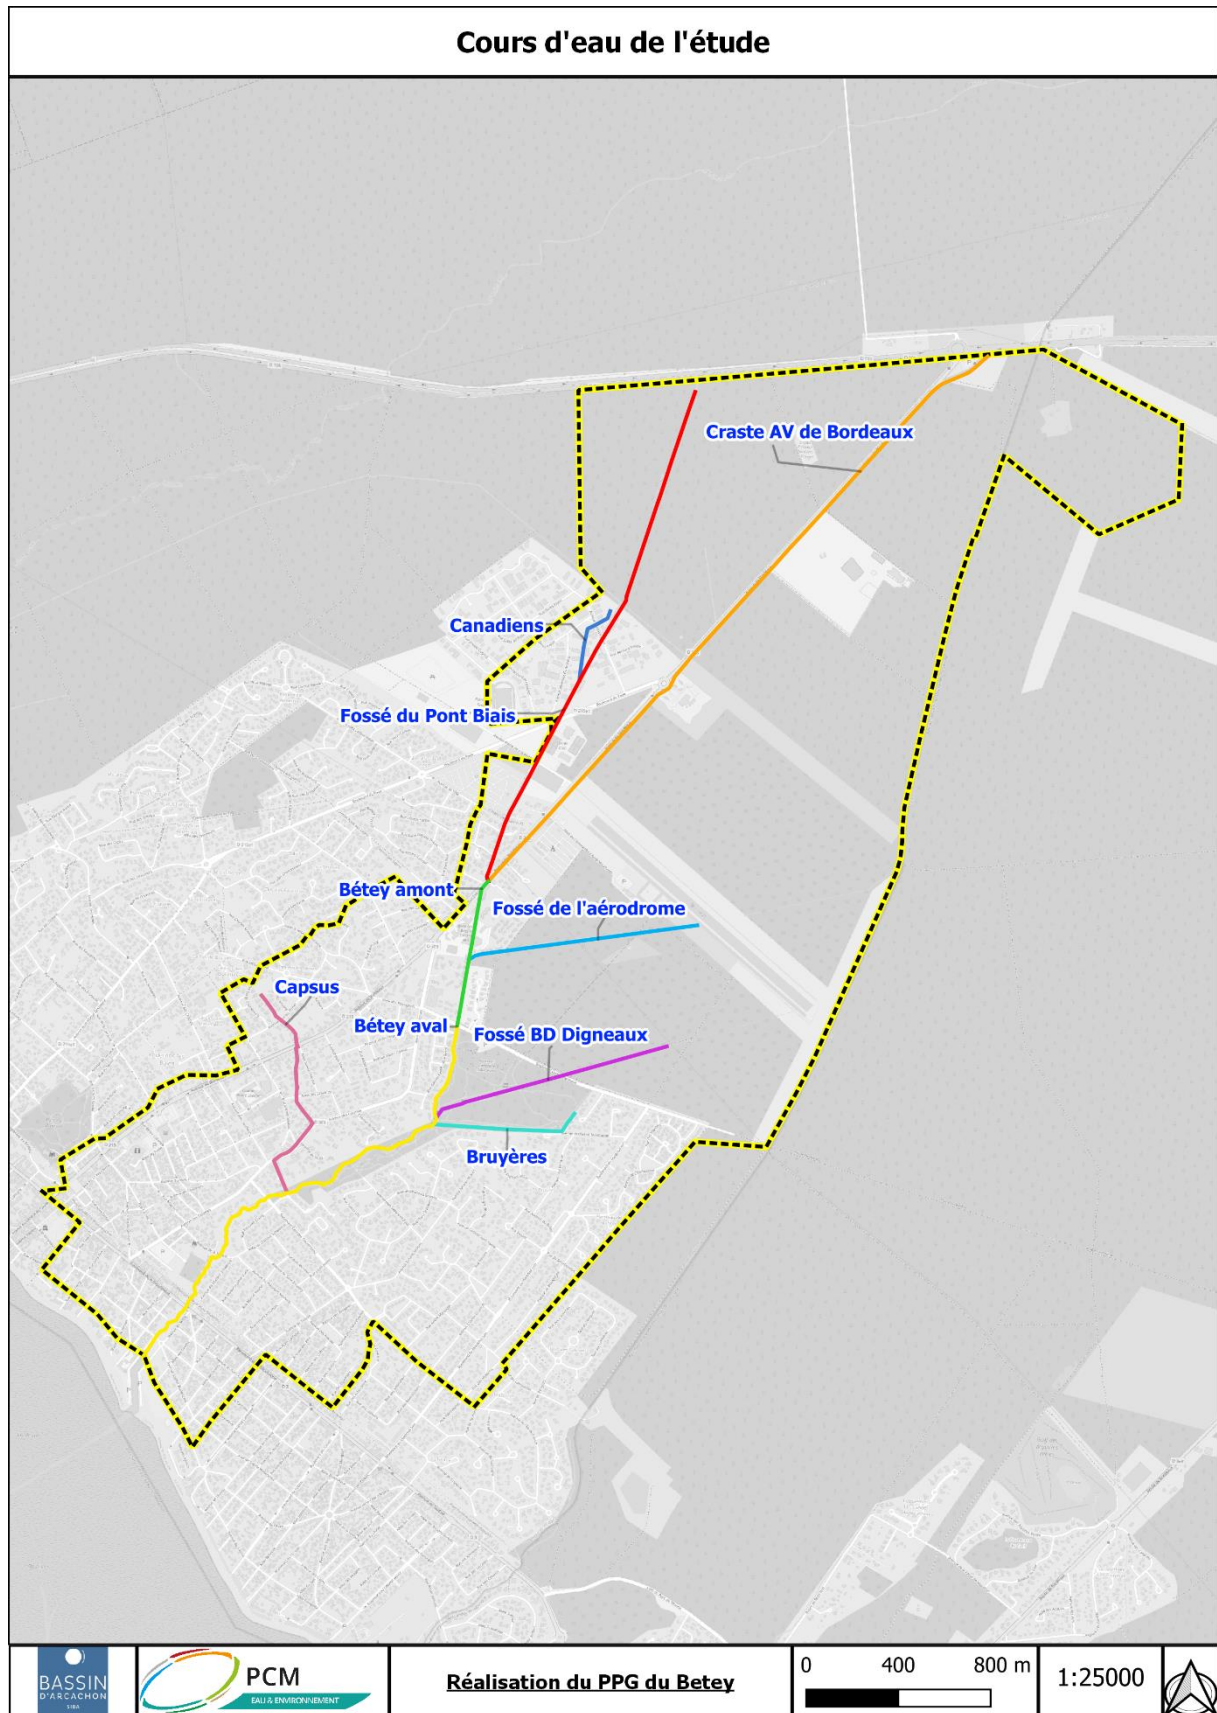 Cours d'eau de l'étude
Craste AV de Bordeaux
Canadiens
Fossé du Pont Biais
Bétey amont
Fossé de l'aérodrome
Capsus
Bétey aval
Fossé BD Digneaux
Bruyères
BASSIN
D'ARCACHON
SIBA
PCM
EAU & ENVIRONNEMENT
Réalisation du PPG du Betey
0 400 800 m
1:25000